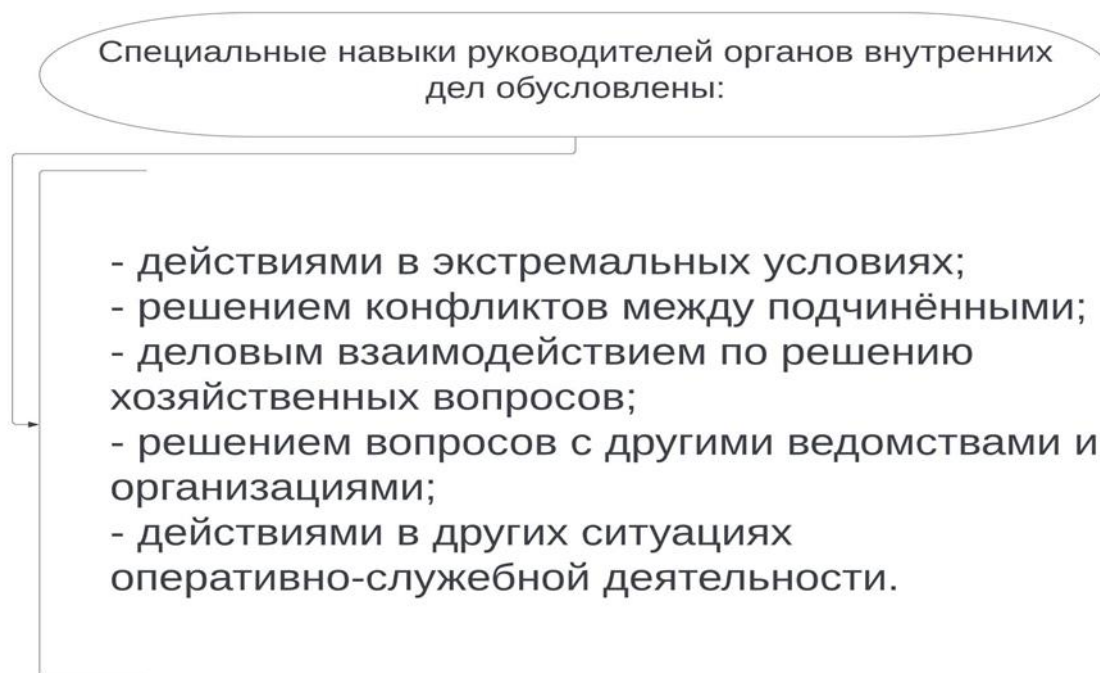 Специальные навыки руководителей органов внутренних
дел обусловлены:
- действиями в экстремальных условиях;
- решением конфликтов между подчинёнными;
- деловым взаимодействием по решению
хозяйственных вопросов;
- решением вопросов с другими ведомствами и
организациями;
- действиями в других ситуациях
оперативно-служебной деятельности.